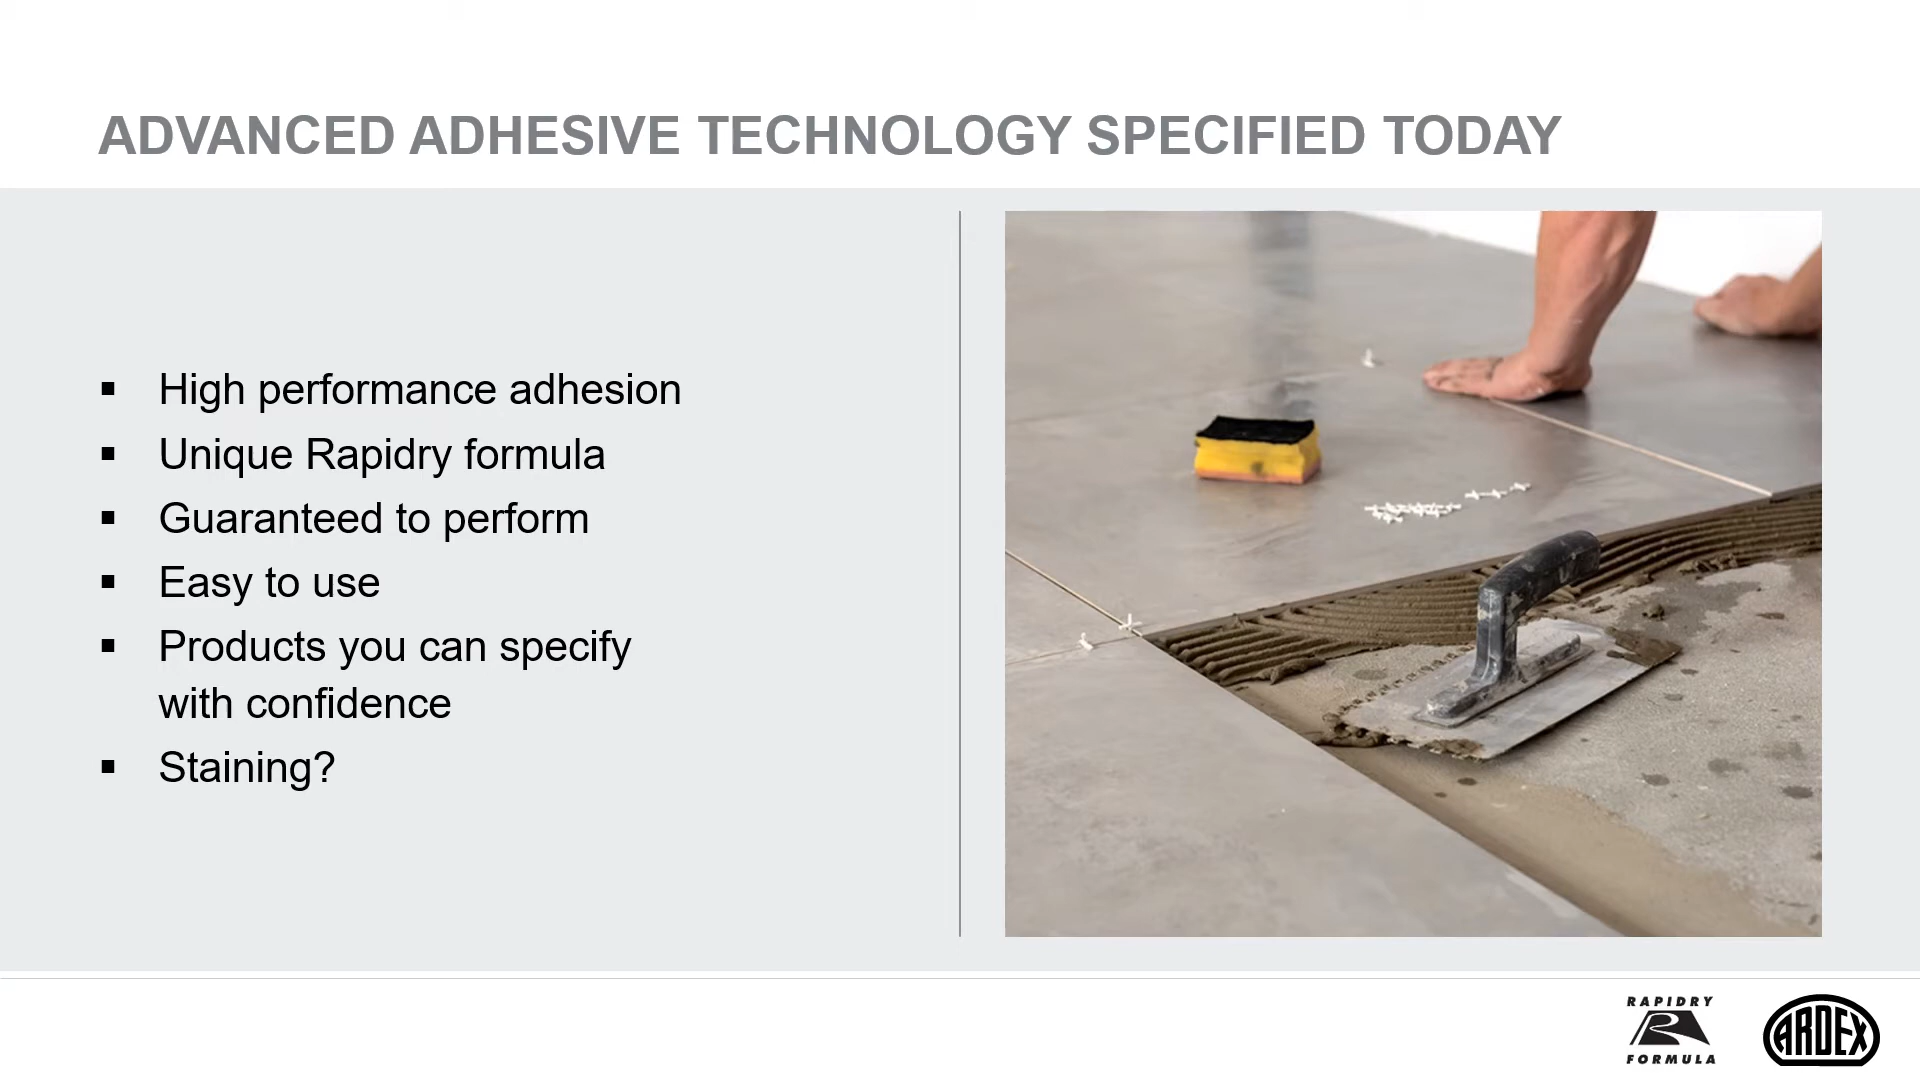 ADVANCED ADHESIVE TECHNOLOGY SPECIFIED TODAY
▪ High performance adhesion
▪ Unique Rapidry formula
▪ Guaranteed to perform
▪ Easy to use
▪ Products you can specify
with confidence
▪ Staining?
RAPIDRY
R
FORMULA
ARDEX